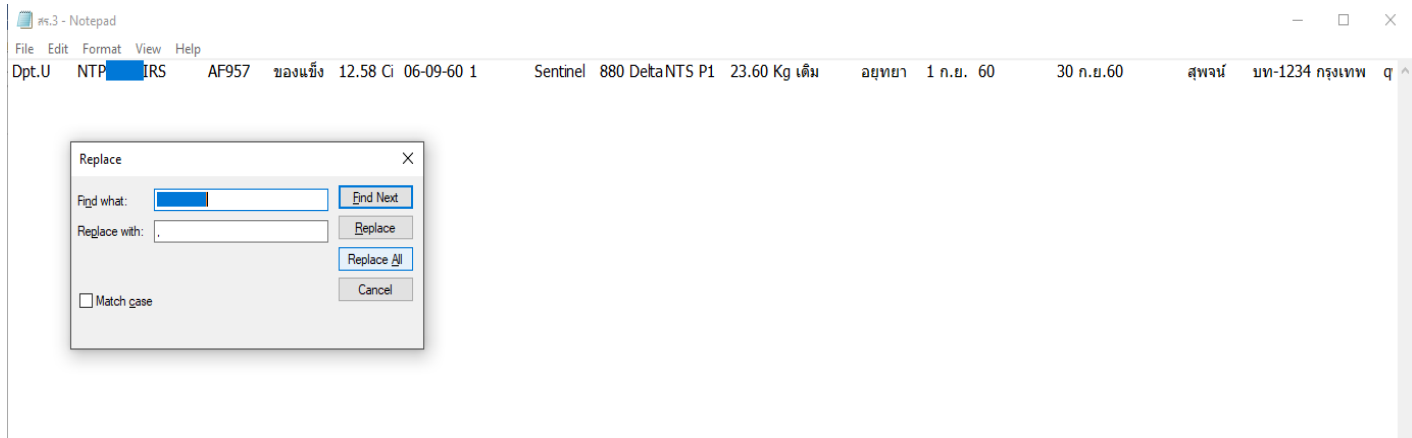 สร.3 - Notepad
File Edit Format View Help
Dpt.U NTP IRS AF957 ของแข็ง 12.58 Ci 06-09-60 1 Sentinel 880 Delta NTS P1 23.60 Kg เดิม อยุทยา 1 ก.ย. 60 30 ก.ย.60 สุพจน์ บท-1234 กรุงเทพ
Replace
Find what:
Find Next
Replace with: ,
Replace
Replace All
Cancel
Match case